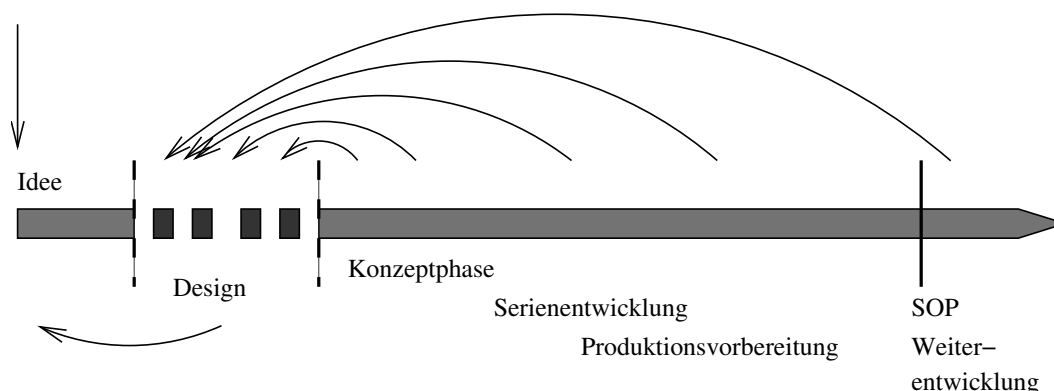 Idee
Design
Konzeptphase
Serienentwicklung
Produktionsvorbereitung
SOP
Weiter−
entwicklung